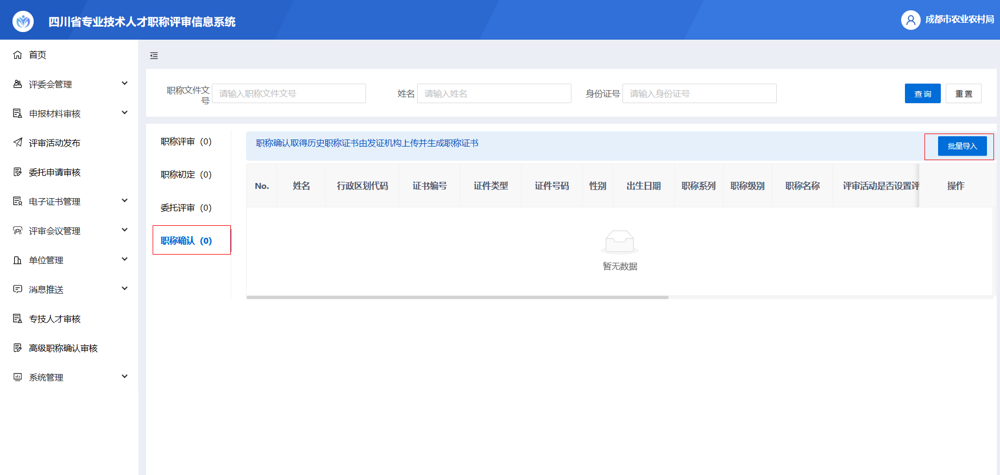 四川省专业技术人才职称评审信息系统
成都市农业农村局
首页
评委会管理
申报材料审核
评审活动发布
委托申请审核
电子证书管理
评审会议管理
单位管理
消息推送
专技人才审核
高级职称确认审核
系统管理
职称文件文
号
请输入职称文件文号
姓名
请输入姓名
身份证号
请输入身份证号
查询
重置
职称评审（0）
职称初定（0）
委托评审（0）
职称确认（0）
职称确认取得历史职称证书由发证机构上传并生成职称证书
批量导入
No. 姓名 行政区划代码 证书编号 证件类型 证件号码 性别 出生日期 职称系列 职称级别 职称名称 评审活动是否设置评 操作
暂无数据